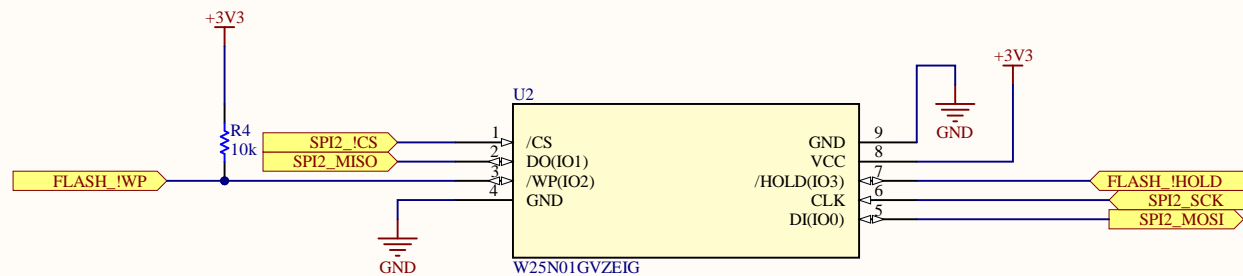 +3V3
+3V3
U2
R4
10k
GND
SPI2_!CS
1
/CS
GND
9
SPI2_MISO
2
DO(IO1)
VCC
8
FLASH_!WP
3
/WP(IO2)
/HOLD(IO3)
7
FLASH_!HOLD
4
GND
CLK
6
SPI2_SCK
DI(IO0)
5
SPI2_MOSI
GND
W25N01GVZEIG